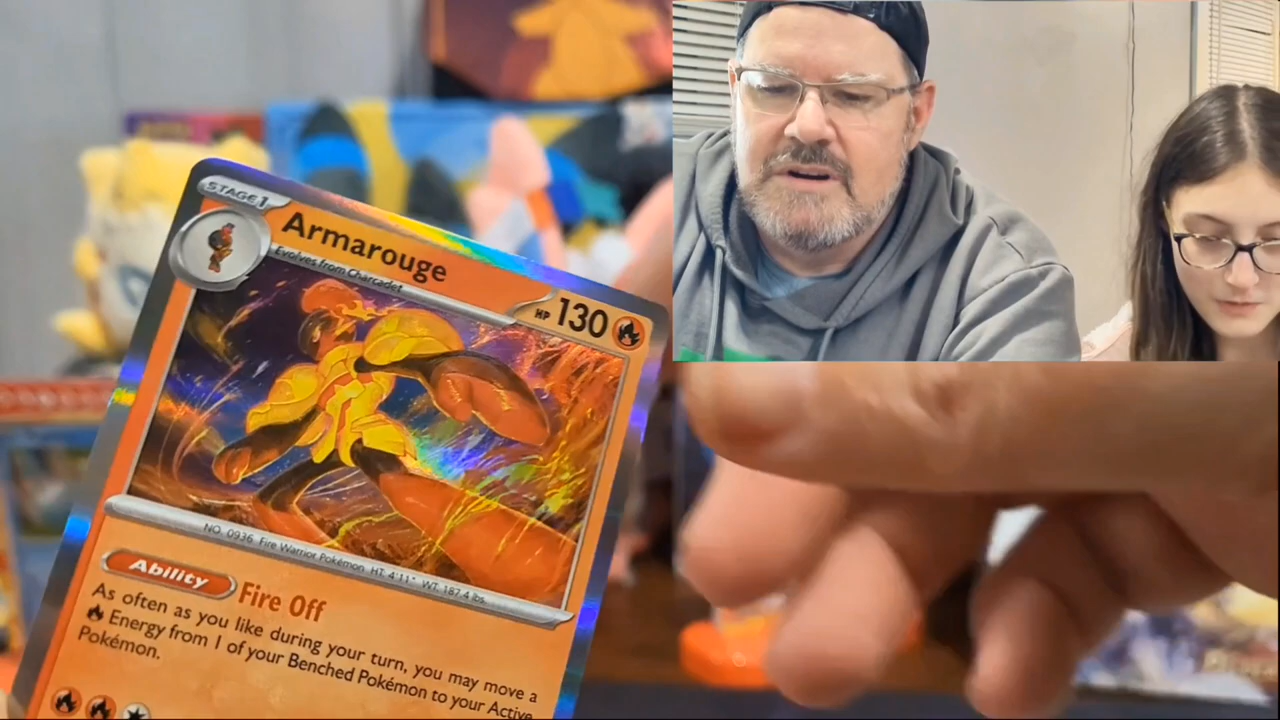 STAGE 1
Armarouge
Evolves from Charcadet
HP 130
NO. 0936 Fire Warrior Pokémon HT: 4'11" WT: 187.4 lbs.
Ability Fire Off
As often as you like during your turn, you may move a
Energy from 1 of your Benched Pokémon to your Active
Pokémon.